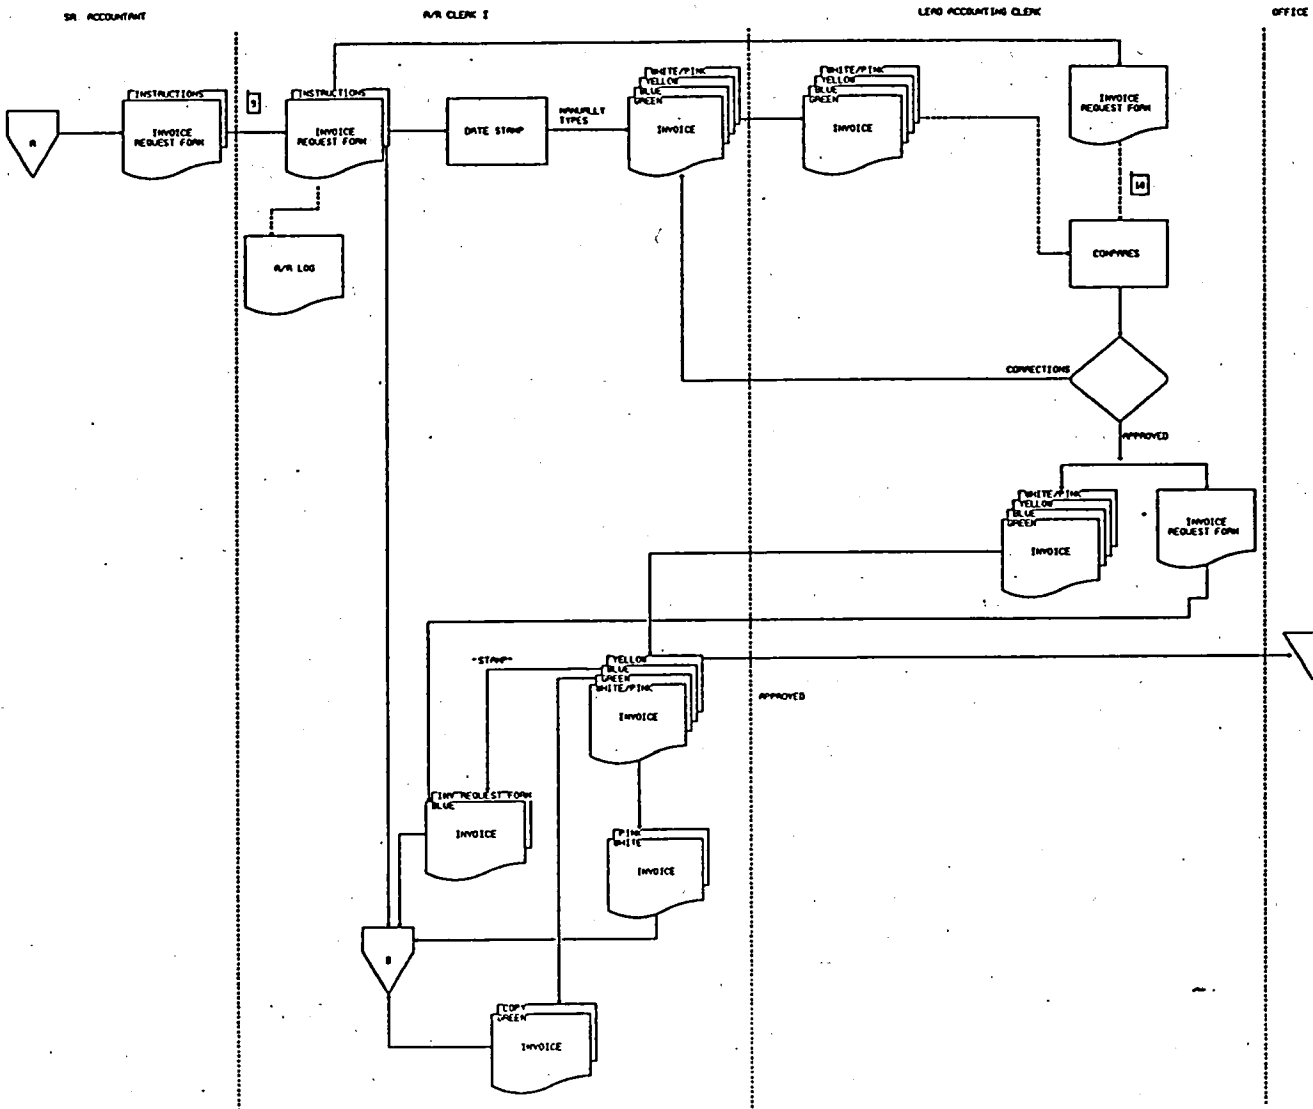 SR. ACCOUNTANT
A/R CLERK I
LEAD ACCOUNTING CLERK
OFFICE
INSTRUCTIONS
INVOICE
REQUEST FORM
9
INSTRUCTIONS
INVOICE
REQUEST FORM
DATE STAMP
MANUALLY
TYPES
WHITE/PINK
YELLOW
BLUE
GREEN
INVOICE
WHITE/PINK
YELLOW
BLUE
GREEN
INVOICE
INVOICE
REQUEST FORM
10
A/R LOG
COMPARES
CORRECTIONS
APPROVED
WHITE/PINK
YELLOW
BLUE
GREEN
INVOICE
INVOICE
REQUEST FORM
"STAMP"
YELLOW
BLUE
GREEN
WHITE/PINK
INVOICE
APPROVED
INV REQUEST FORM
BLUE
INVOICE
PINK
WHITE
INVOICE
COPY
GREEN
INVOICE